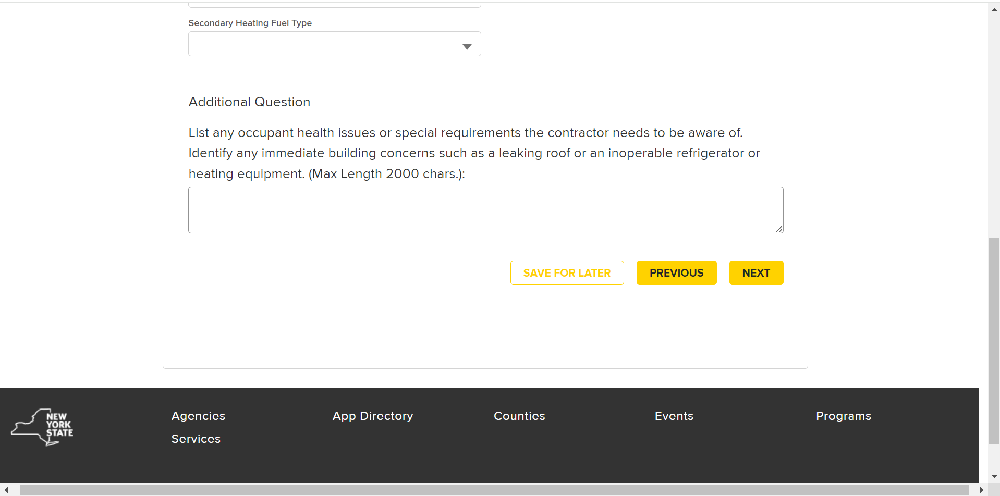 Secondary Heating Fuel Type
Additional Question
List any occupant health issues or special requirements the contractor needs to be aware of.
Identify any immediate building concerns such as a leaking roof or an inoperable refrigerator or
heating equipment. (Max Length 2000 chars.):
SAVE FOR LATER
PREVIOUS
NEXT
NEW
YORK
STATE
Agencies
App Directory
Counties
Events
Programs
Services